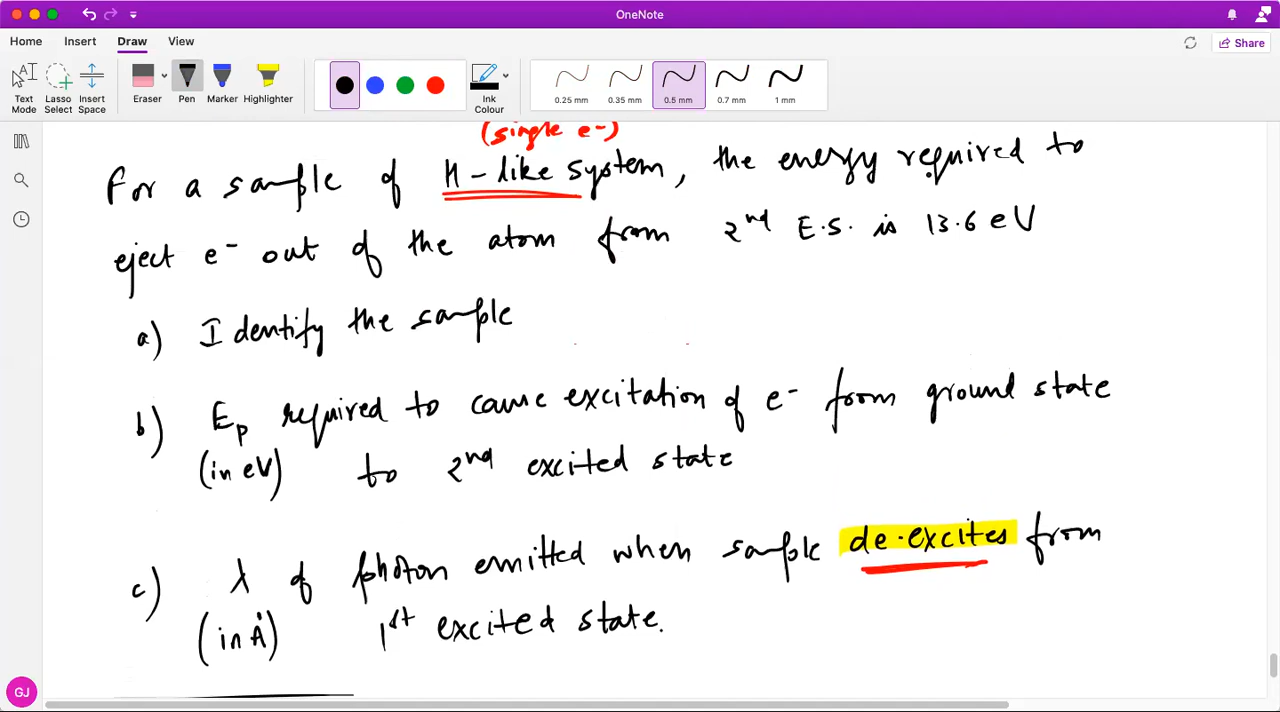 OneNote
Home Insert Draw View
Share
Text Mode
Lasso Select
Insert Space
Eraser
Pen
Marker
Highlighter
Ink Colour
0.25 mm
0.35 mm
0.5 mm
0.7 mm
1 mm
(single e-)
For a sample of H-like system, the energy required to
eject e- out of the atom from 2nd E.S. is 13.6 eV
a) Identify the sample
b) Ep required to cause excitation of e- from ground state
(in eV) to 2nd excited state
c) λ of photon emitted when sample de-excites from
(in Å) 1st excited state.
GJ